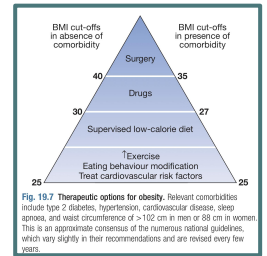 BMI cut-offs
in absence of
comorbidity
BMI cut-offs
in presence of
comorbidity
Surgery
40
35
Drugs
30
27
Supervised low-calorie diet
↑Exercise
Eating behaviour modification
Treat cardiovascular risk factors
25
25
Fig. 19.7 Therapeutic options for obesity. Relevant comorbidities
include type 2 diabetes, hypertension, cardiovascular disease, sleep
apnoea, and waist circumference of >102 cm in men or 88 cm in women.
This is an approximate consensus of the numerous national guidelines,
which vary slightly in their recommendations and are revised every few
years.